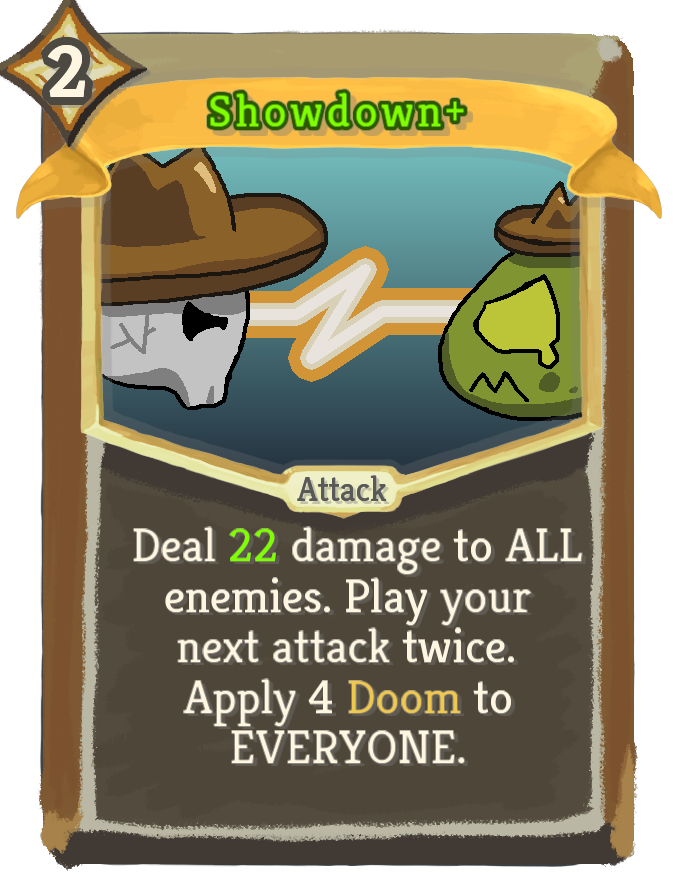 2
Showdown+
Attack
Deal 22 damage to ALL
enemies. Play your
next attack twice.
Apply 4 Doom to
EVERYONE.